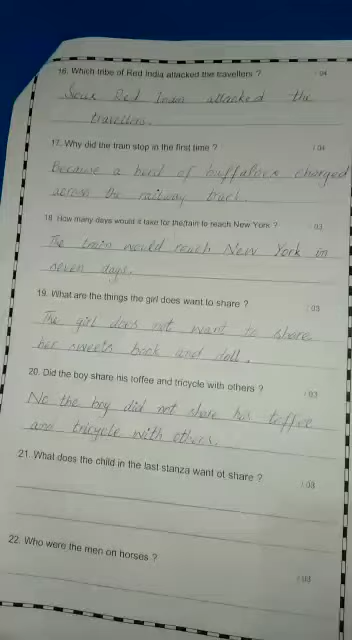 16. Which tribe of Red India attacked the travellers ? : 04
Soux Red Inian attacked the
travellers.
17. Why did the train stop in the first time ? : 04
Because a herd of buffaloes charged
across the railway track.
18. How many days would it take for the train to reach New York ? : 03
The train would reach New York in
seven days.
19. What are the things the girl does want to share ? : 03
The girl does not want to share
her sweets book and doll.
20. Did the boy share his toffee and tricycle with others ? : 03
No the boy did not share his toffee
and tricycle with others.
21. What does the child in the last stanza want ot share ? : 03
22. Who were the men on horses ? : 03